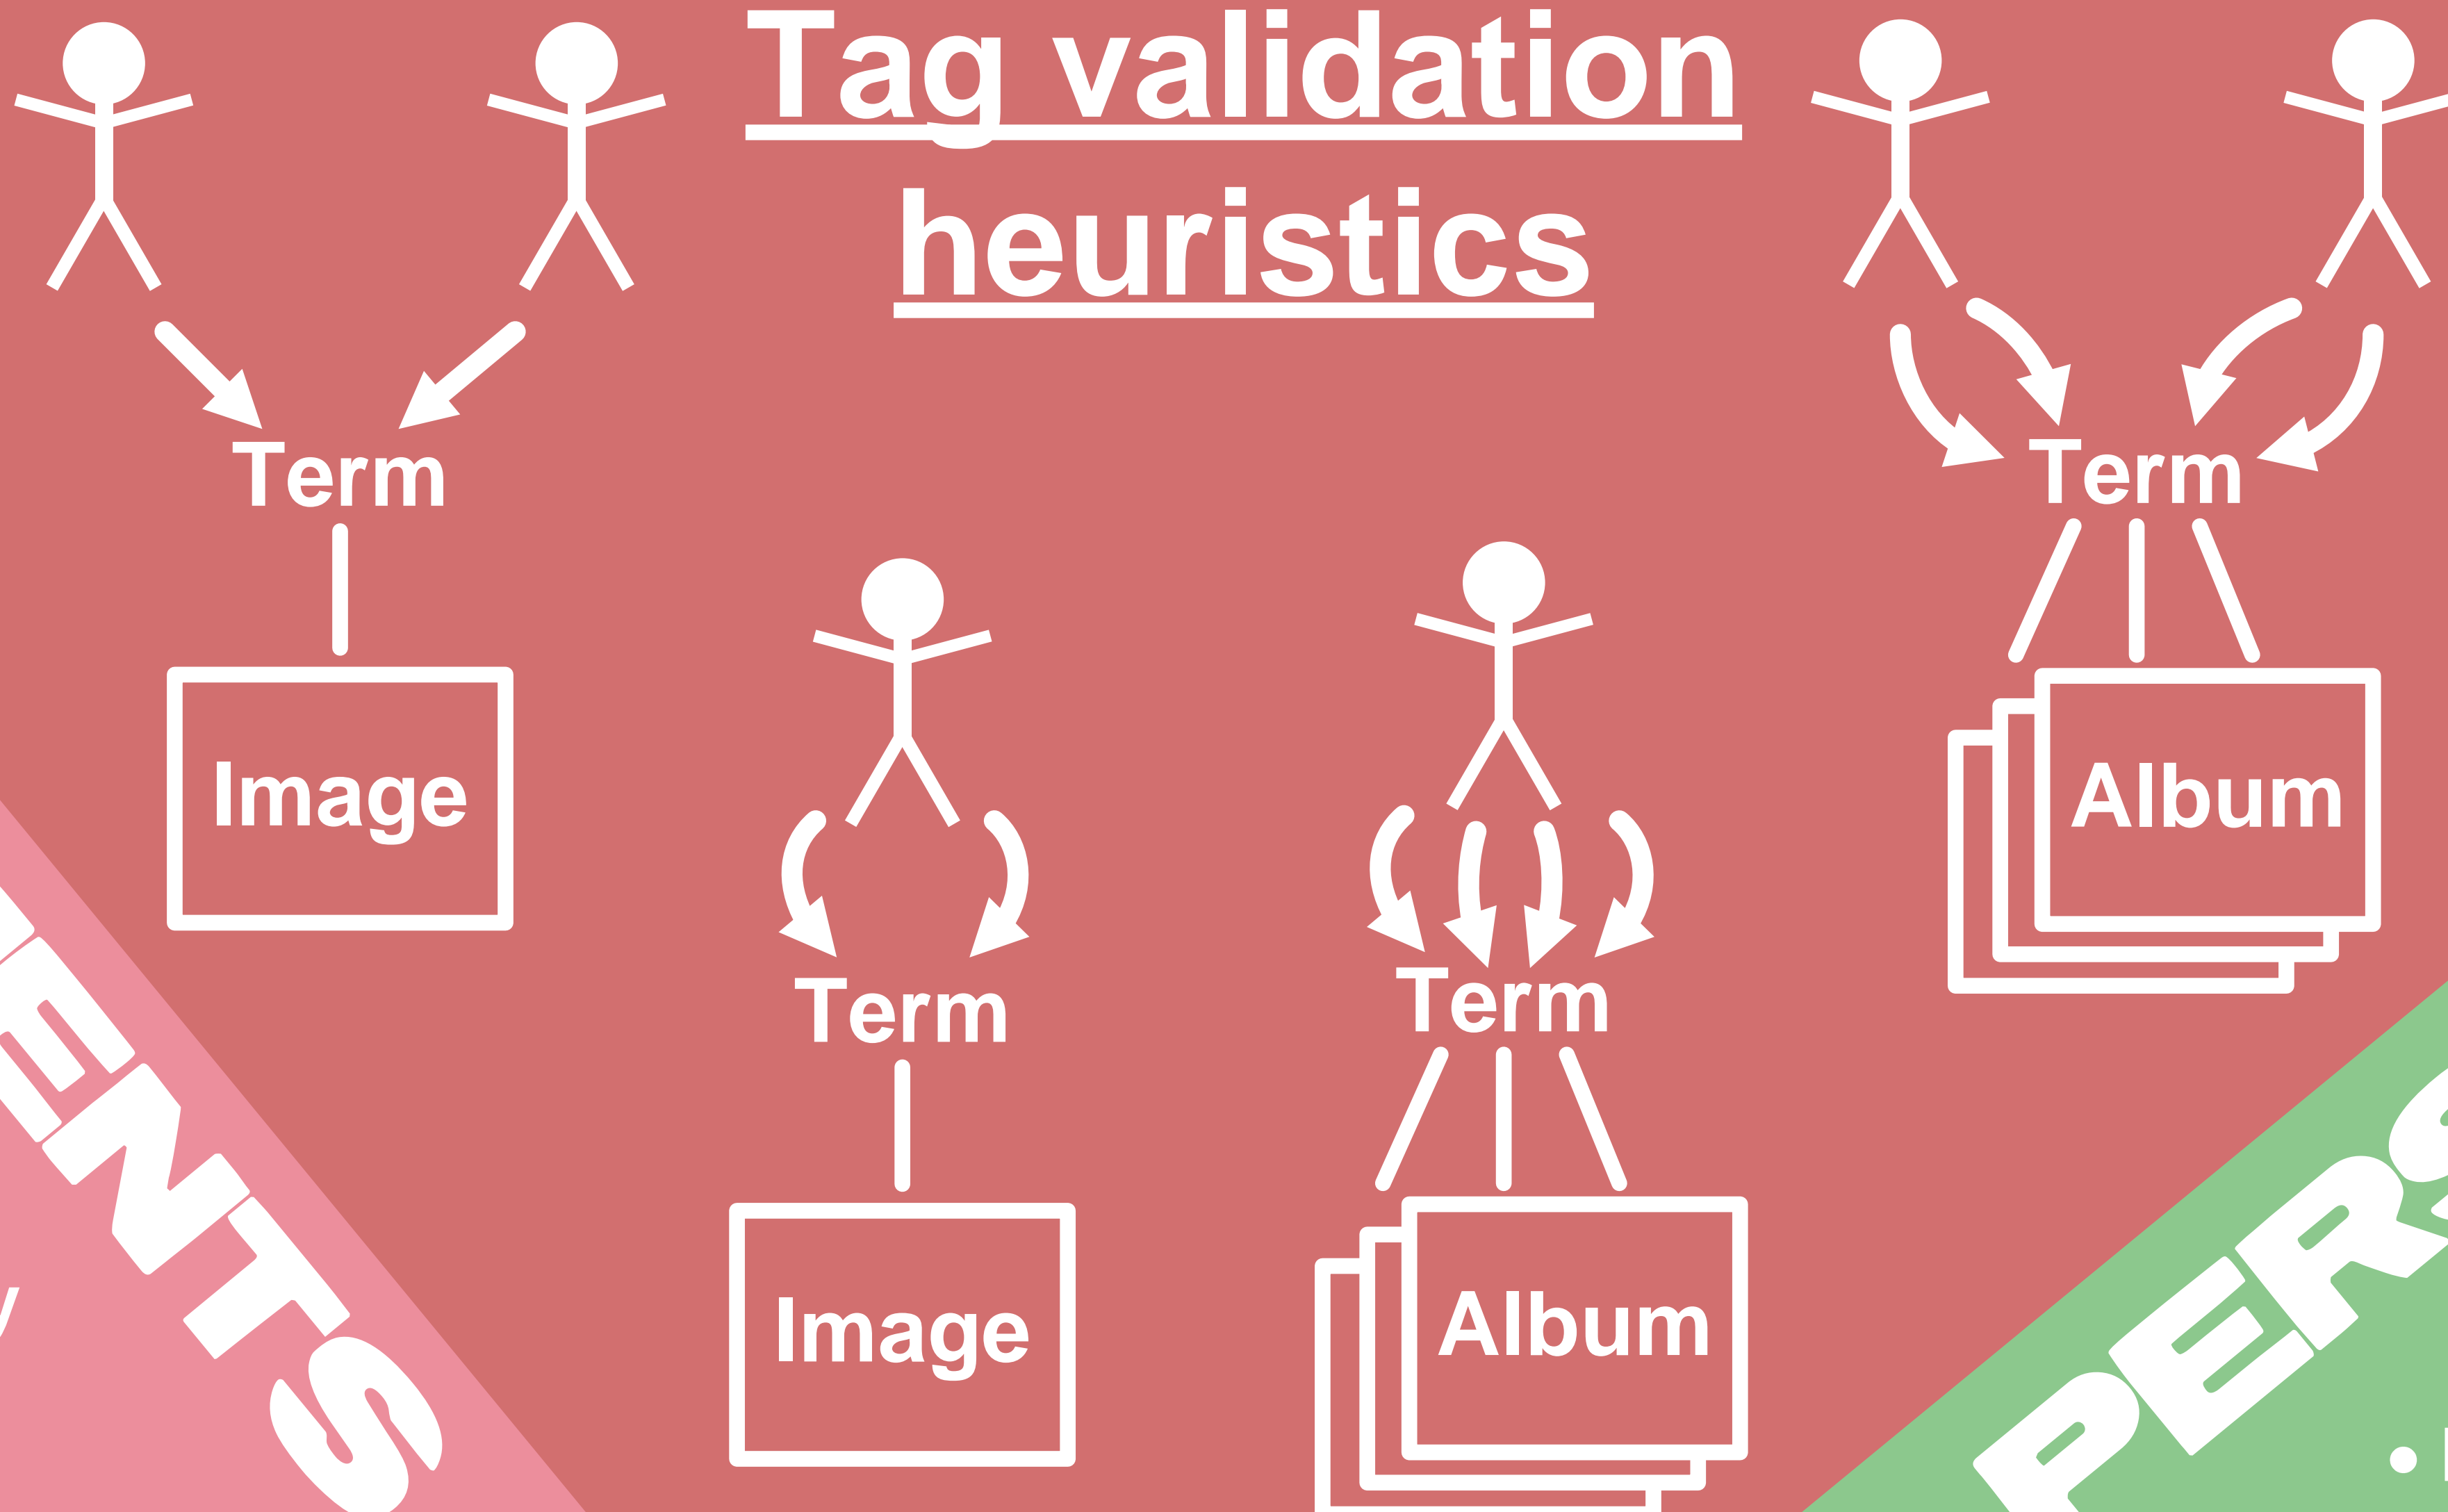 Tag validation
heuristics
Term
Image
Term
Image
Term
Album
Term
Album
ENTS
PERS